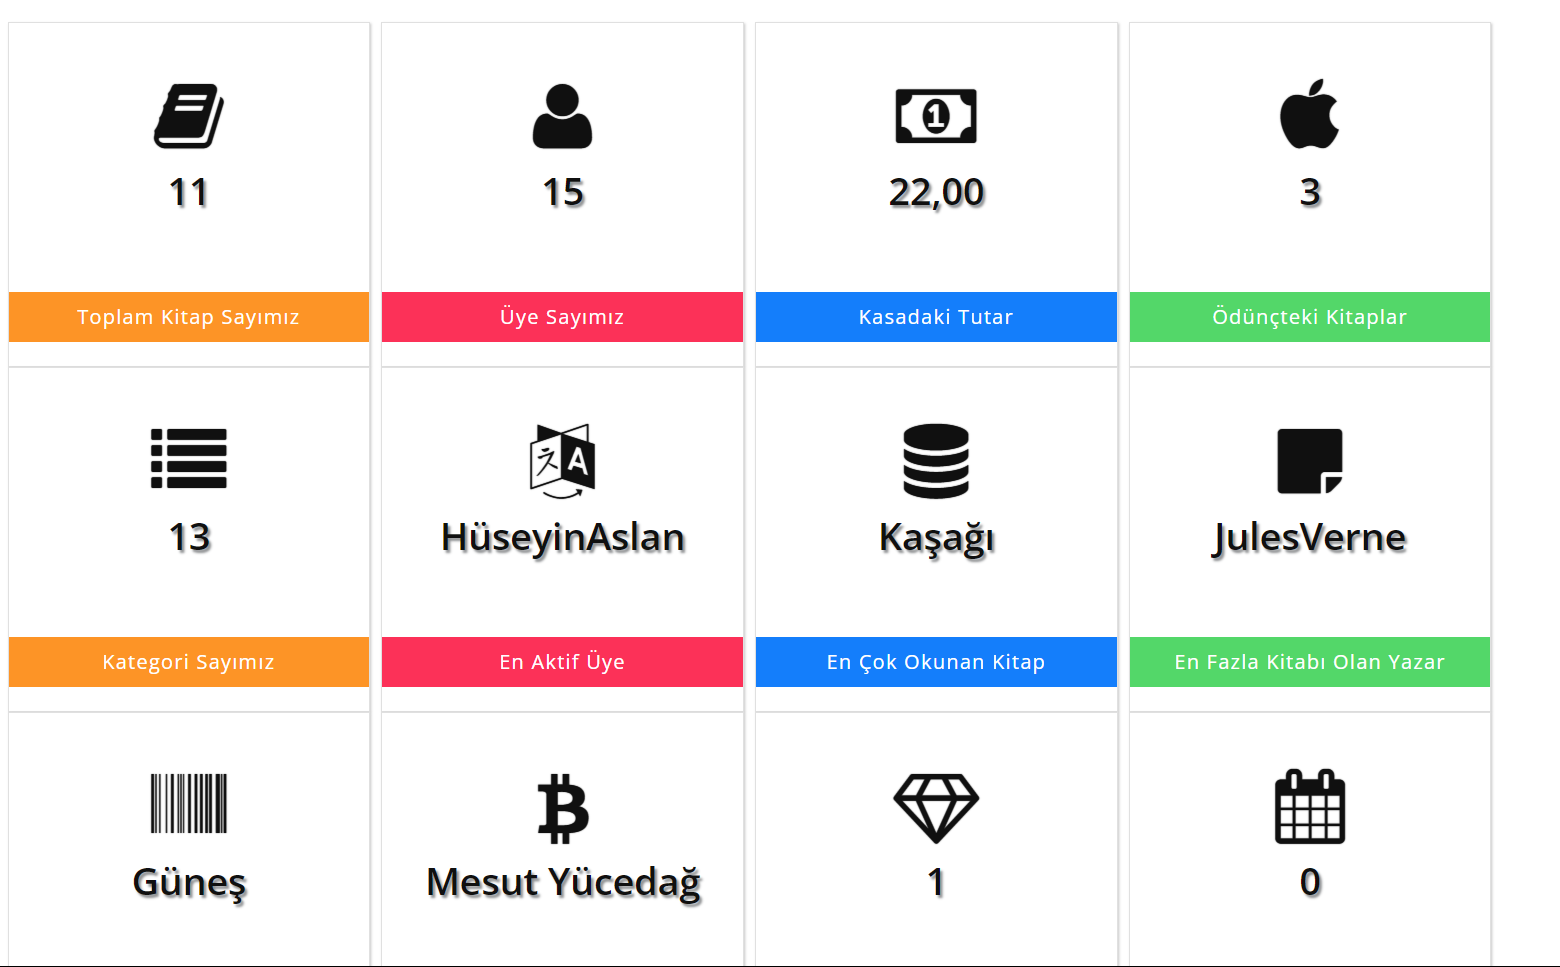 11
15
22,00
3
Toplam Kitap Sayımız
Üye Sayımız
Kasadaki Tutar
Ödünçteki Kitaplar
13
HüseyinAslan
Kaşağı
JulesVerne
Kategori Sayımız
En Aktif Üye
En Çok Okunan Kitap
En Fazla Kitabı Olan Yazar
Güneş
Mesut Yücedağ
1
0